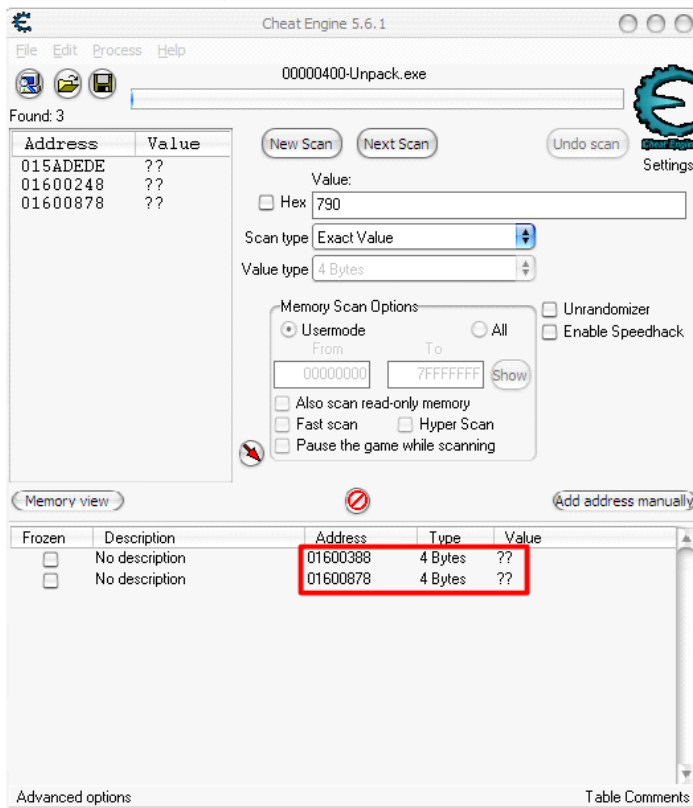 Cheat Engine 5.6.1
File Edit Process Help
00000400-Unpack.exe
Found: 3
Address Value
015ADEDE ??
01600248 ??
01600878 ??
New Scan Next Scan Undo scan
Cheat Engine
Settings
Value:
Hex 790
Scan type Exact Value
Value type 4 Bytes
Memory Scan Options
Usermode All
From To
00000000 7FFFFFFF Show
Also scan read-only memory
Fast scan Hyper Scan
Pause the game while scanning
Unrandomizer
Enable Speedhack
Memory view Add address manually
Frozen Description Address Type Value
No description 01600388 4 Bytes ??
No description 01600878 4 Bytes ??
Advanced options Table Comments